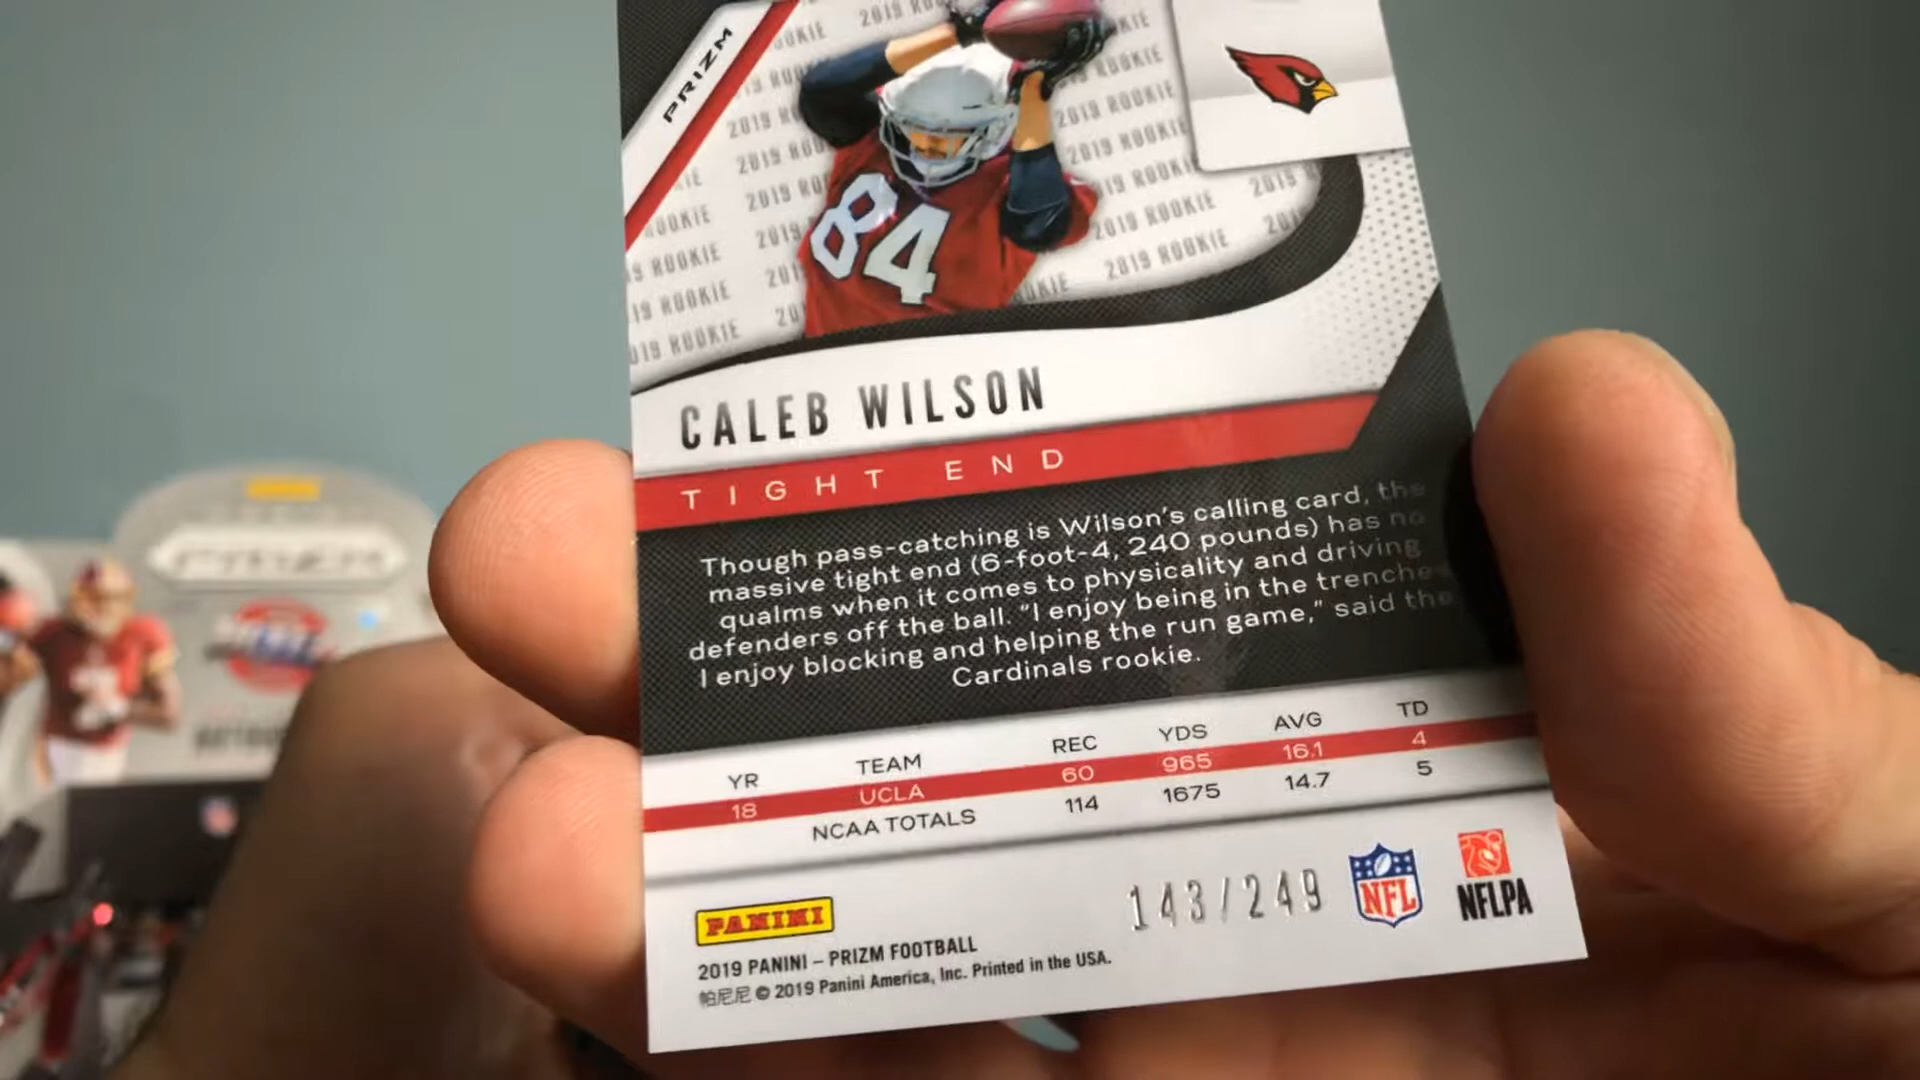 PRIZM
2019 ROOKIE
84
CALEB WILSON
TIGHT END
Though pass-catching is Wilson's calling card, the
massive tight end (6-foot-4, 240 pounds) has no
qualms when it comes to physicality and driving
defenders off the ball. "I enjoy being in the trenches
I enjoy blocking and helping the run game," said the
Cardinals rookie.
YR TEAM REC YDS AVG TD
18 UCLA 60 965 16.1 4
NCAA TOTALS 114 1675 14.7 5
PANINI
143/249
NFL
NFLPA
2019 PANINI – PRIZM FOOTBALL
帕尼尼 © 2019 Panini America, Inc. Printed in the USA.
PRIZM